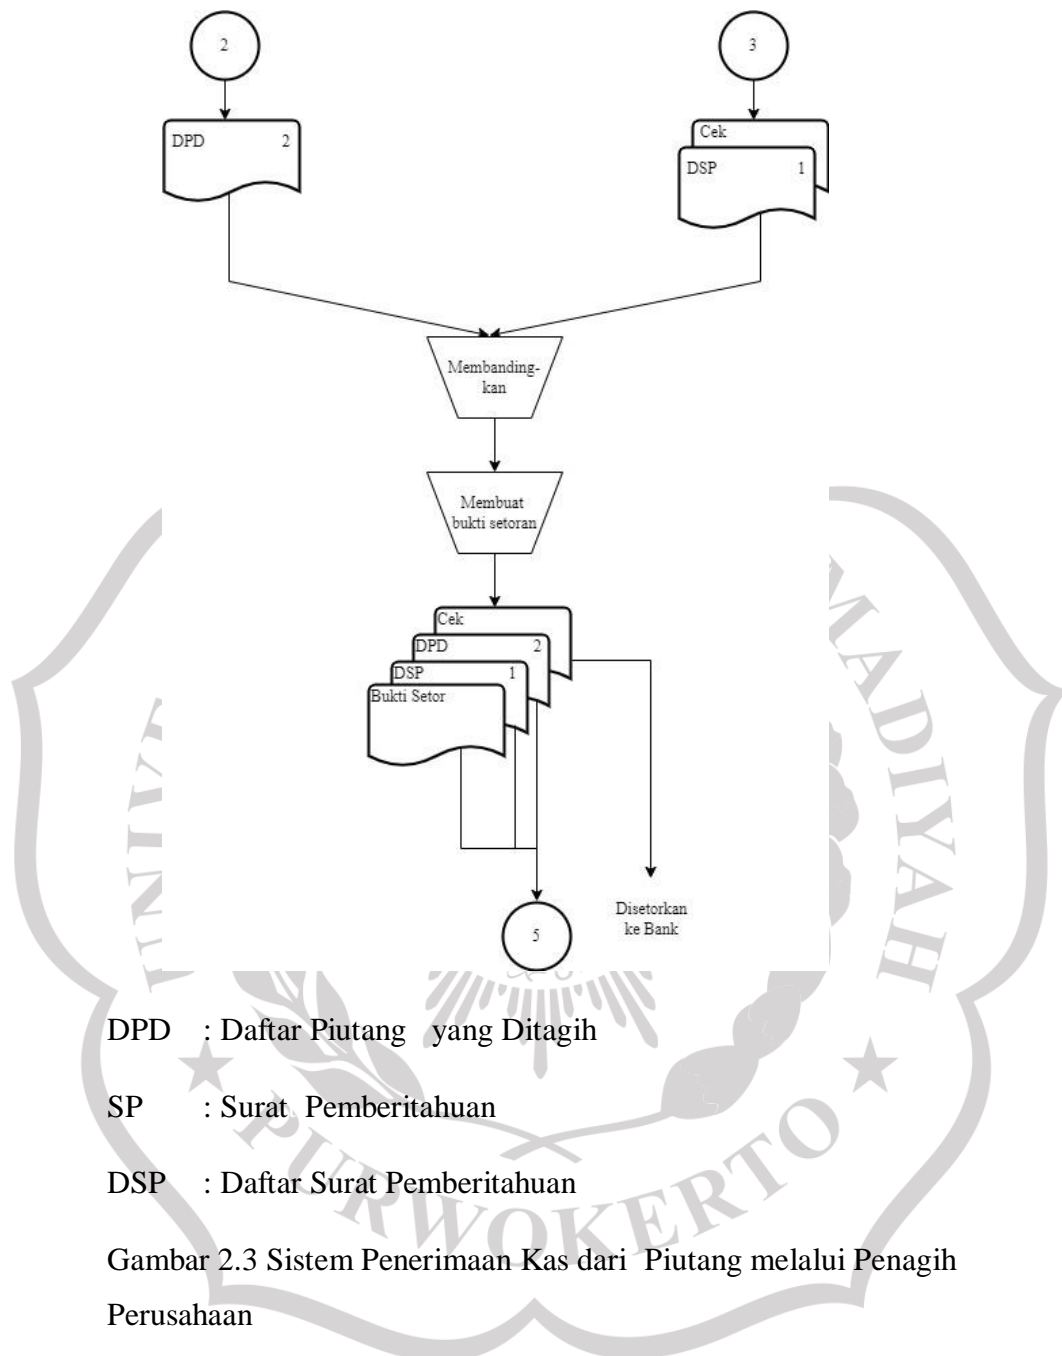 2
3
DPD 2
Cek
DSP 1
Membanding-
kan
Membuat
bukti setoran
Cek
DPD 2
DSP 1
Bukti Setor
5
Disetorkan
ke Bank
DPD : Daftar Piutang yang Ditagih
SP : Surat Pemberitahuan
DSP : Daftar Surat Pemberitahuan
Gambar 2.3 Sistem Penerimaan Kas dari Piutang melalui Penagih
Perusahaan
PURWOKERTO